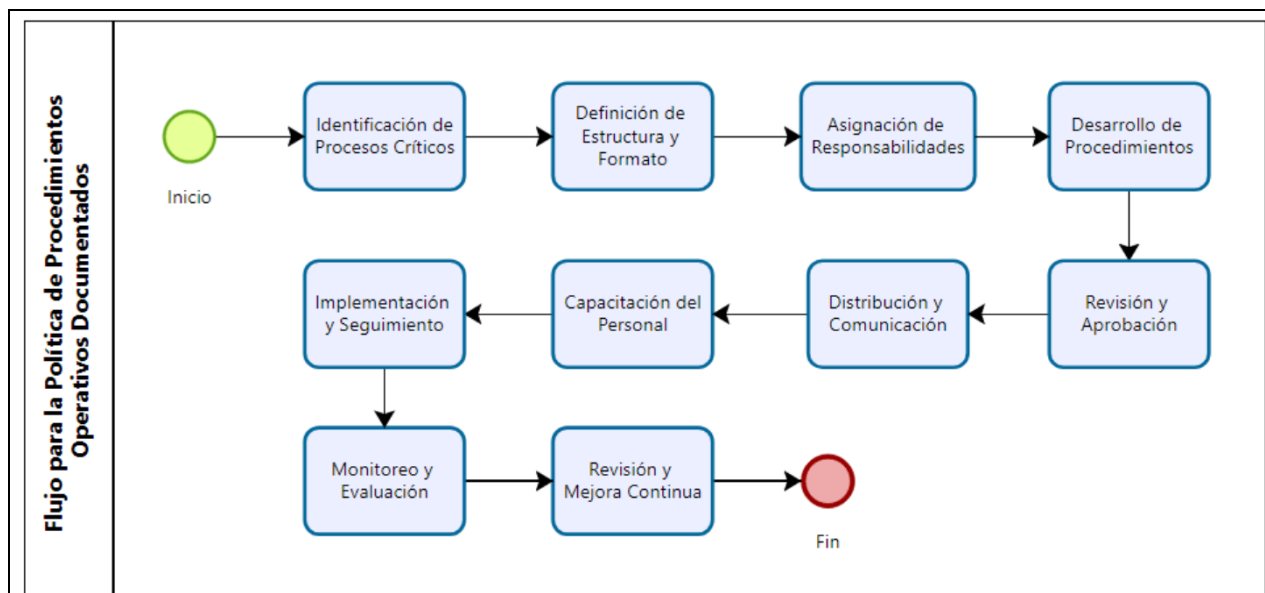 Flujo para la Política de Procedimientos
Operativos Documentados
Inicio
Identificación de
Procesos Críticos
Definición de
Estructura y
Formato
Asignación de
Responsabilidades
Desarrollo de
Procedimientos
Revisión y
Aprobación
Distribución y
Comunicación
Capacitación del
Personal
Implementación
y Seguimiento
Monitoreo y
Evaluación
Revisión y
Mejora Continua
Fin